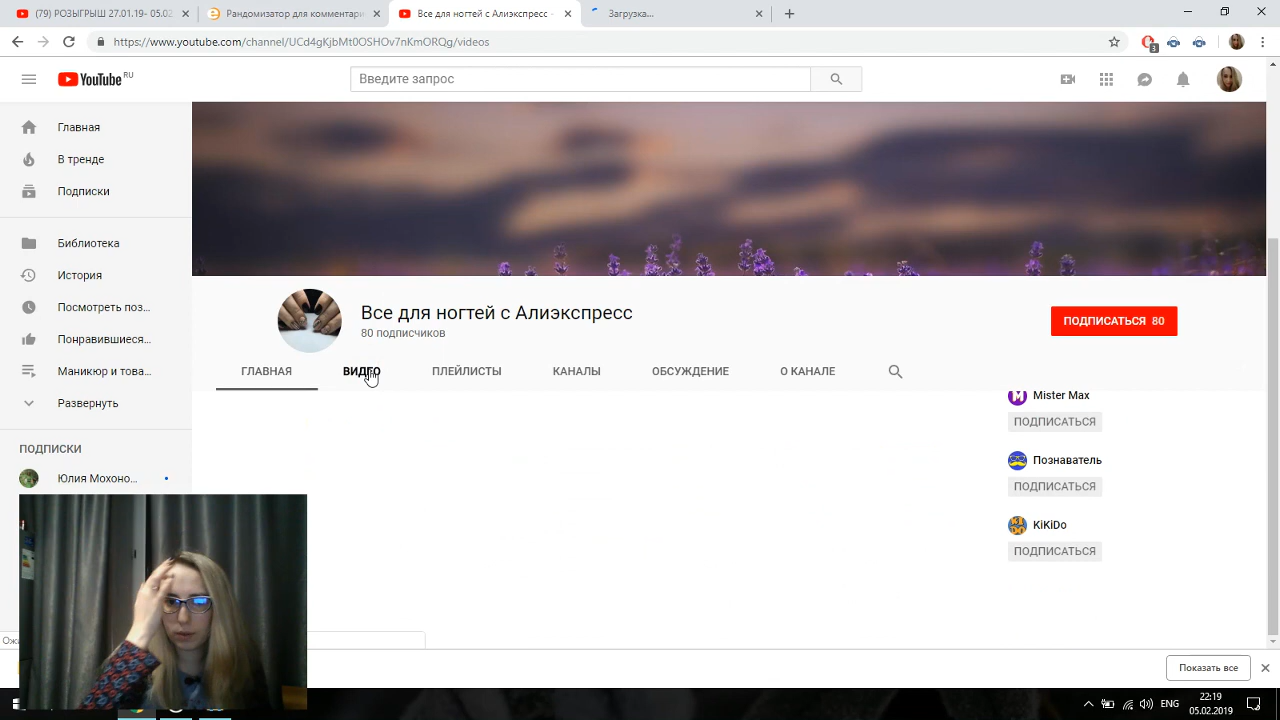 (79) РОЗЫГРЫШ 27.01.19- 05.02
Рандомизатор для комментари
Все для ногтей с Алиэкспресс -
Загрузка...
https://www.youtube.com/channel/UCd4gKjbMt0OSHOv7nKmORQg/videos
3
YouTube RU
Введите запрос
Главная
В тренде
Подписки
Библиотека
История
Посмотреть поз...
Понравившиеся...
Маникюр и това...
Развернуть
ПОДПИСКИ
Юлия Мохоно...
Все для ногтей с Алиэкспресс
80 подписчиков
ПОДПИСАТЬСЯ 80
ГЛАВНАЯ ВИДЕО ПЛЕЙЛИСТЫ КАНАЛЫ ОБСУЖДЕНИЕ О КАНАЛЕ
Mister Max
ПОДПИСАТЬСЯ
Познаватель
ПОДПИСАТЬСЯ
KiKiDo
ПОДПИСАТЬСЯ
Показать все
ENG
22:19
05.02.2019